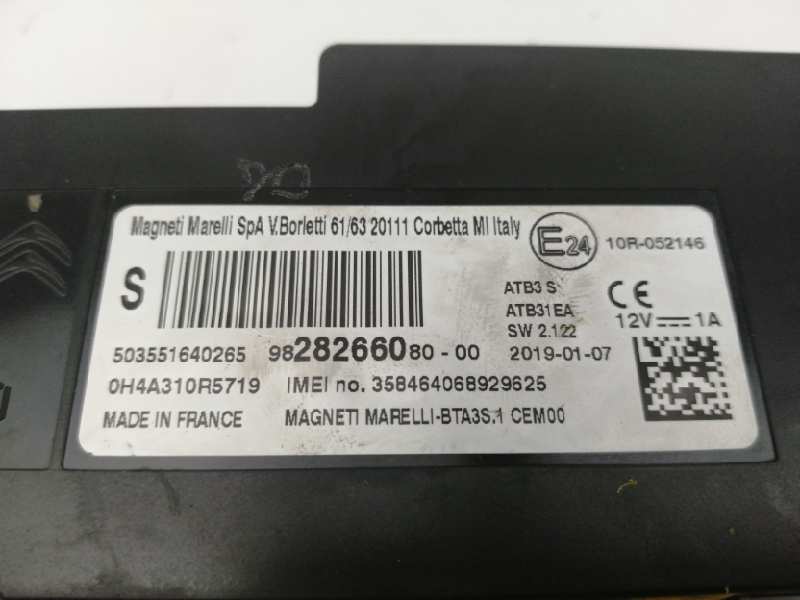 Magneti Marelli SpA V.Borletti 61/63 20111 Corbetta MI Italy
E24
10R-052146
S
ATB3 S
ATB31EA
SW 2.122
CE
12V 1A
503551640265 9828266080-00 2019-01-07
0H4A310R5719 IMEI no. 358464068929625
MADE IN FRANCE MAGNETI MARELLI-BTA3S.1 CEM00